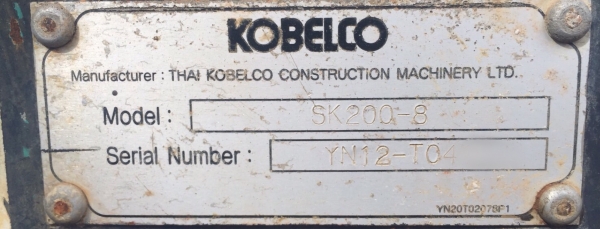 KOBELCO
Manufacturer : THAI KOBELCO CONSTRUCTION MACHINERY LTD.
Model : SK200-8
Serial Number : YN12-T04
YN20T02078F1